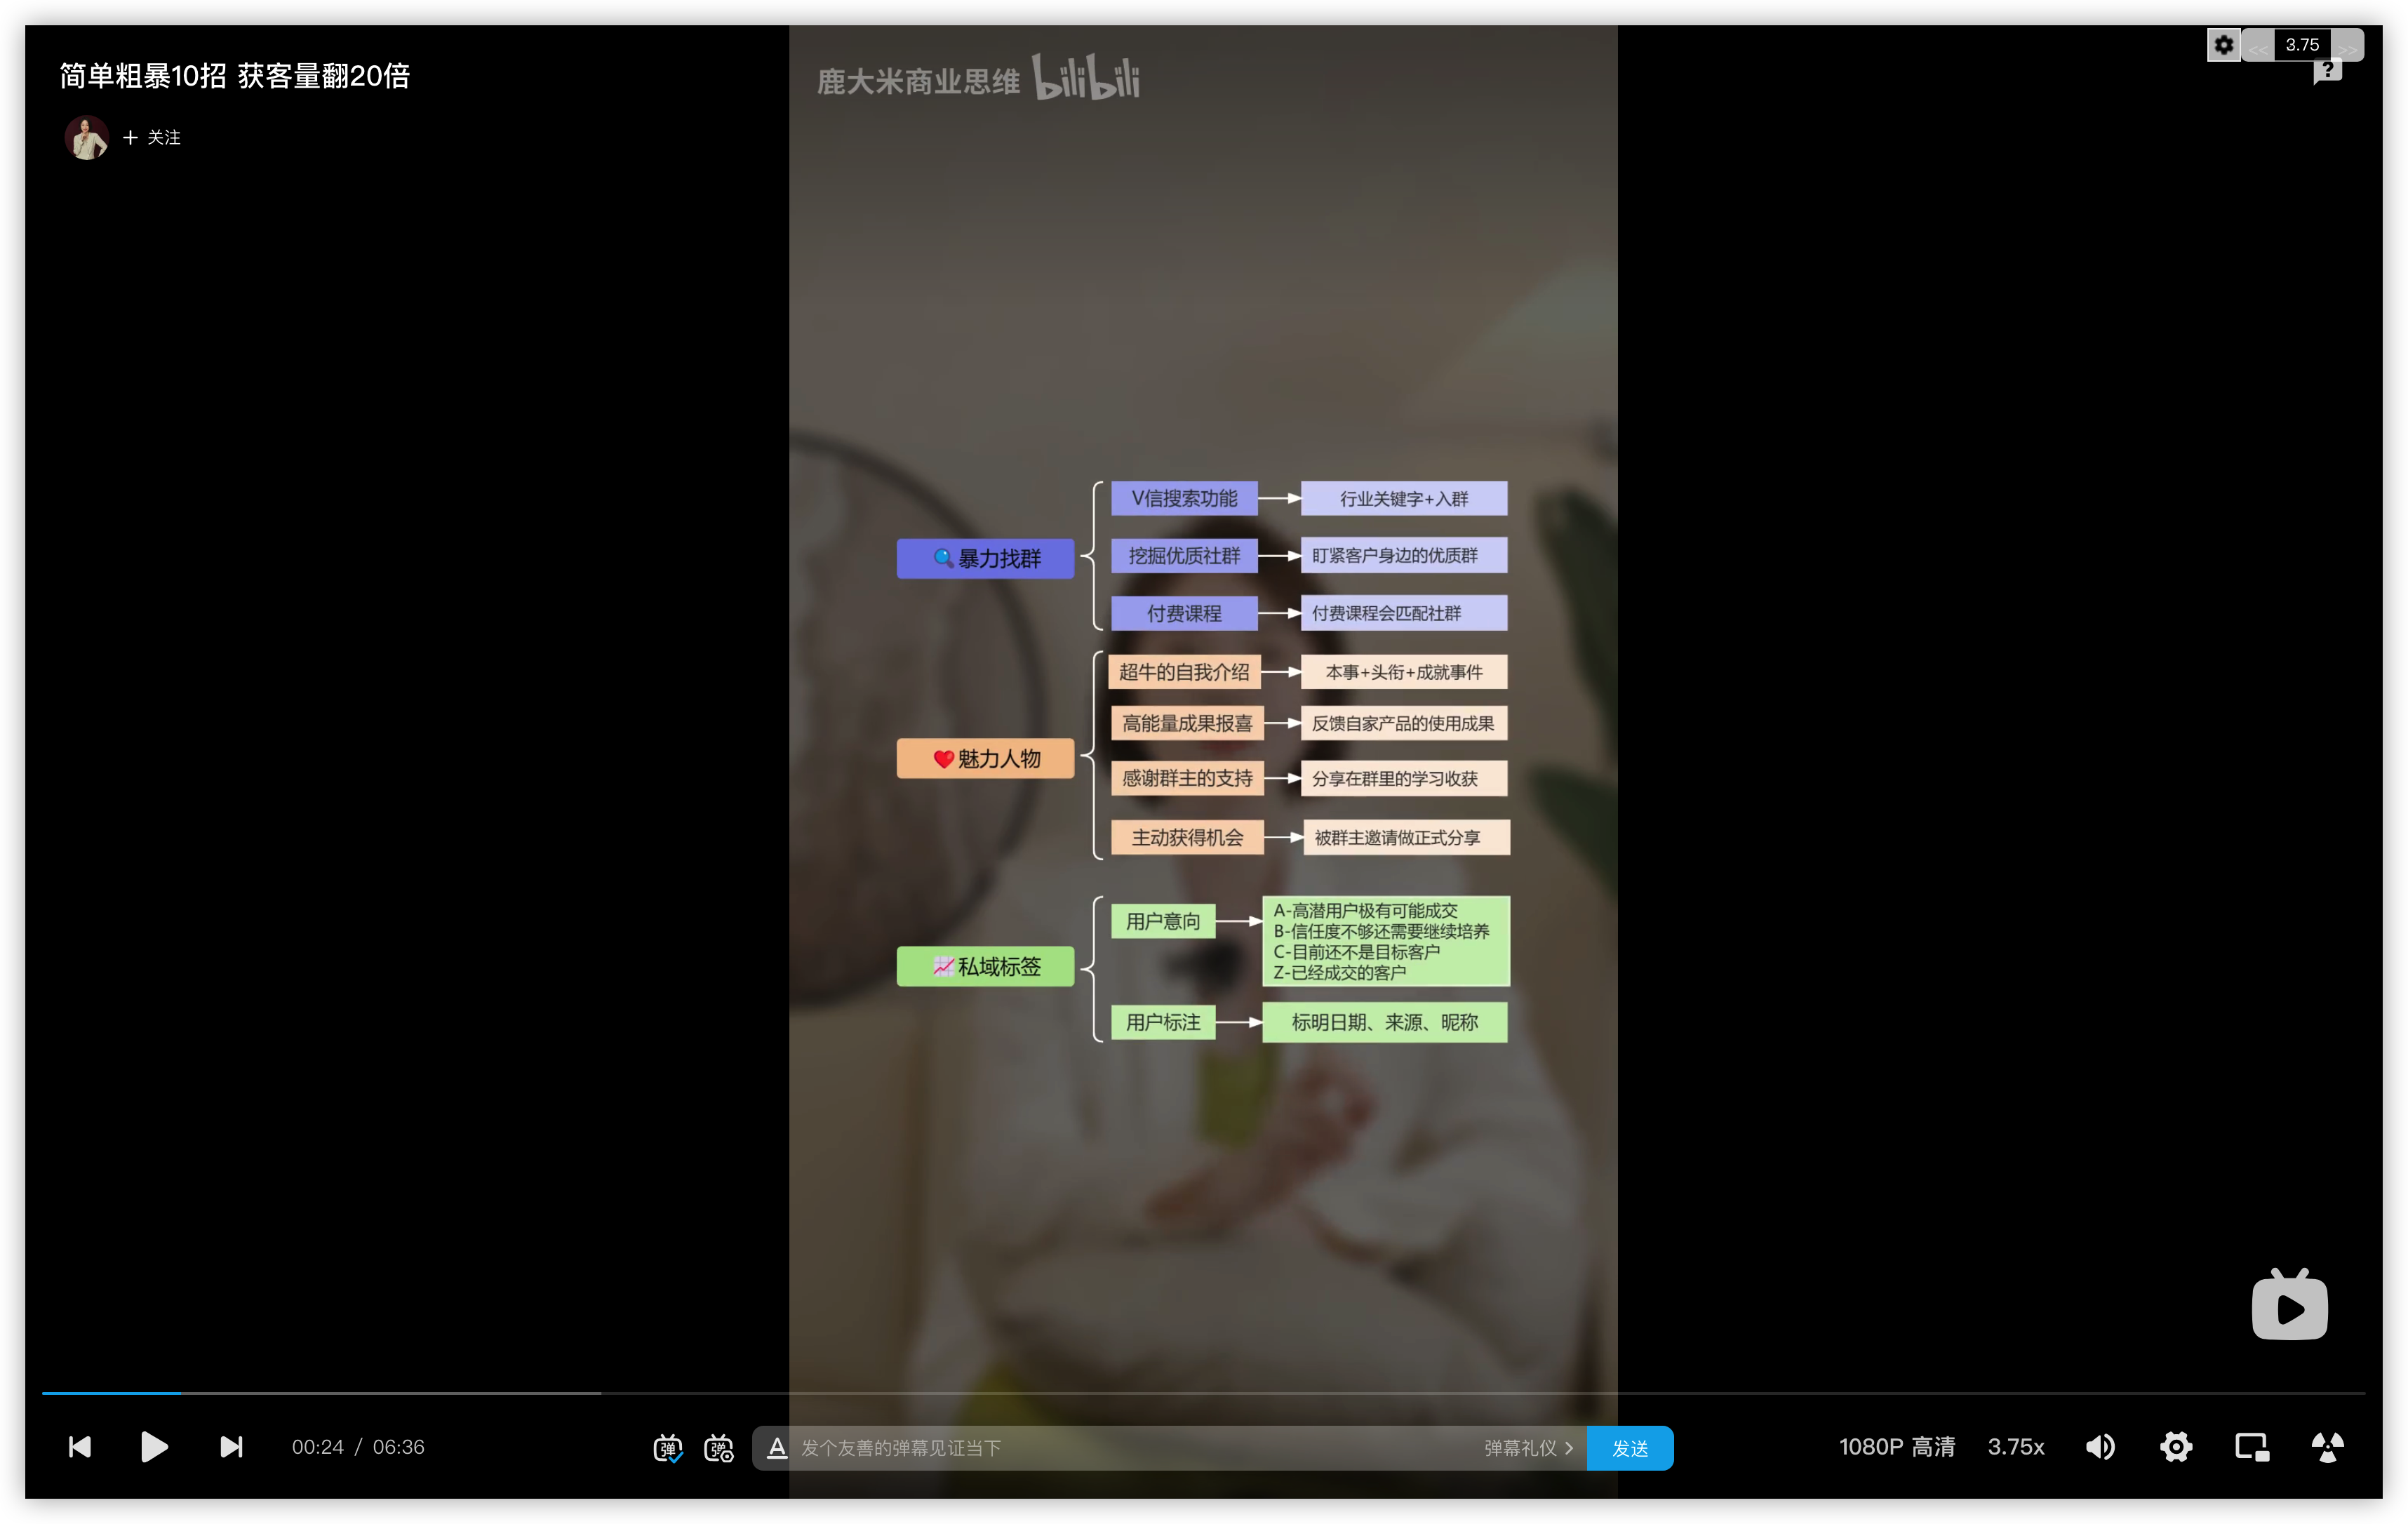 简单粗暴10招 获客量翻20倍
+ 关注
鹿大米商业思维 bilibili
<< 3.75 >>
?
🔍暴力找群
V信搜索功能
行业关键字+入群
挖掘优质社群
盯紧客户身边的优质群
付费课程
付费课程会匹配社群
❤️魅力人物
超牛的自我介绍
本事+头衔+成就事件
高能量成果报喜
反馈自家产品的使用成果
感谢群主的支持
分享在群里的学习收获
主动获得机会
被群主邀请做正式分享
📈私域标签
用户意向
A-高潜用户极有可能成交
B-信任度不够还需要继续培养
C-目前还不是目标客户
Z-已经成交的客户
用户标注
标明日期、来源、昵称
00:24 / 06:36
弹
弹
A 发个友善的弹幕见证当下
弹幕礼仪 >
发送
1080P 高清
3.75x